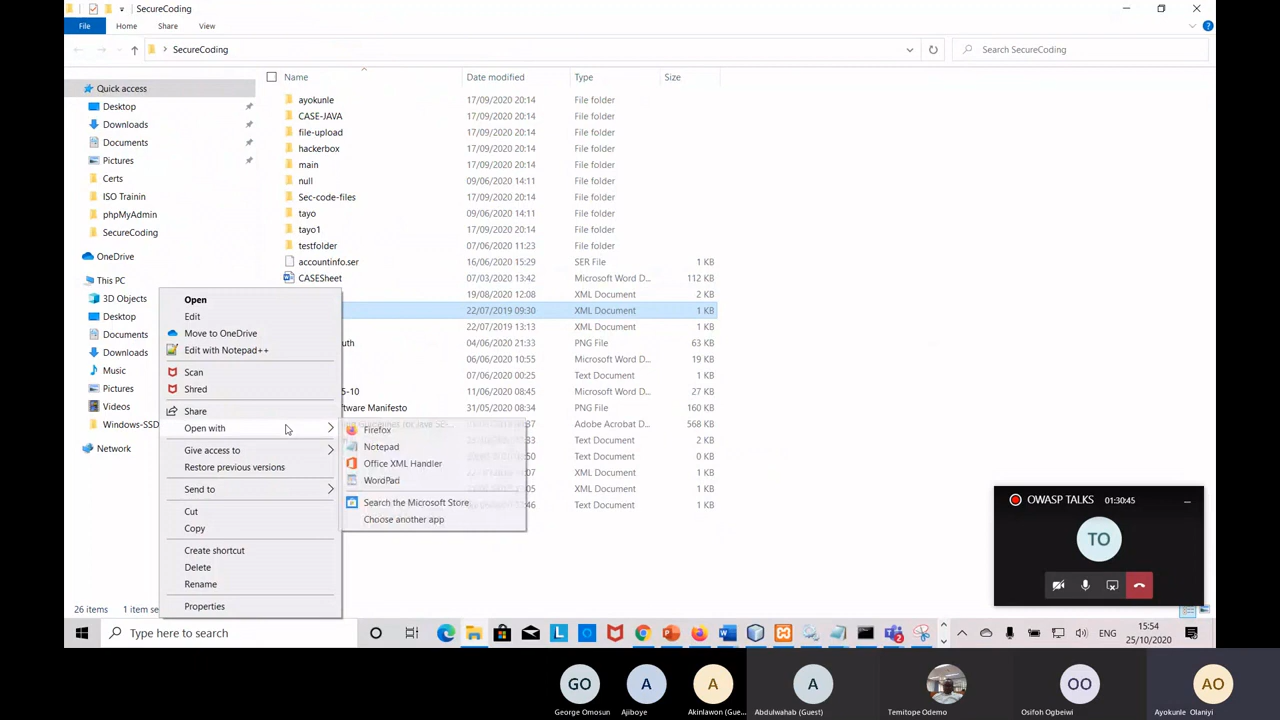 SecureCoding
File Home Share View
SecureCoding
Search SecureCoding
Name Date modified Type Size
Quick access
Desktop
Downloads
Documents
Pictures
Certs
ISO Trainin
phpMyAdmin
SecureCoding
OneDrive
This PC
3D Objects
Desktop
Documents
Downloads
Music
Pictures
Videos
Windows-SSD
Network
ayokunle 17/09/2020 20:14 File folder
CASE-JAVA 17/09/2020 20:14 File folder
file-upload 17/09/2020 20:14 File folder
hackerbox 17/09/2020 20:14 File folder
main 17/09/2020 20:14 File folder
null 09/06/2020 14:11 File folder
Sec-code-files 17/09/2020 20:14 File folder
tayo 09/06/2020 14:11 File folder
tayo1 17/09/2020 20:14 File folder
testfolder 07/06/2020 11:23 File folder
accountinfo.ser 16/06/2020 15:29 SER File 1 KB
CASESheet 07/03/2020 13:42 Microsoft Word D... 112 KB
19/08/2020 12:08 XML Document 2 KB
22/07/2019 09:30 XML Document 1 KB
22/07/2019 13:13 XML Document 1 KB
uth 04/06/2020 21:33 PNG File 63 KB
06/06/2020 10:55 Microsoft Word D... 19 KB
07/06/2020 00:25 Text Document 1 KB
5-10 11/06/2020 08:45 Microsoft Word D... 27 KB
tware Manifesto 31/05/2020 08:34 PNG File 160 KB
Adobe Acrobat D... 568 KB
Text Document 2 KB
Text Document 0 KB
Text Document 1 KB
Text Document 1 KB
Text Document 1 KB
Open
Edit
Move to OneDrive
Edit with Notepad++
Scan
Shred
Share
Open with
Give access to
Restore previous versions
Send to
Cut
Copy
Create shortcut
Delete
Rename
Properties
Firefox
Notepad
Office XML Handler
WordPad
Search the Microsoft Store
Choose another app
26 items 1 item se
OWASP TALKS 01:30:45
TO
Type here to search
ENG
15:54
25/10/2020
GO A A A OO AO
George Omosun Ajiboye Akinlawon (Gue... Abdulwahab (Guest) Temitope Odemo Osifoh Ogbeiwi Ayokunle Olaniyi